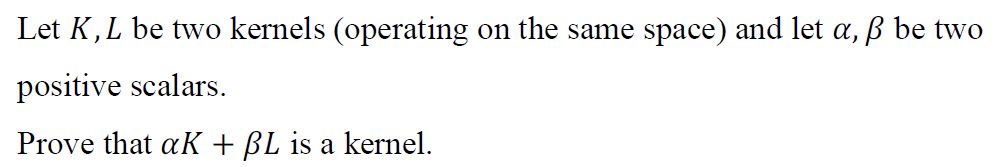 Let K, L be two kernels (operating on the same space) and let α, β be two
positive scalars.
Prove that αK + βL is a kernel.